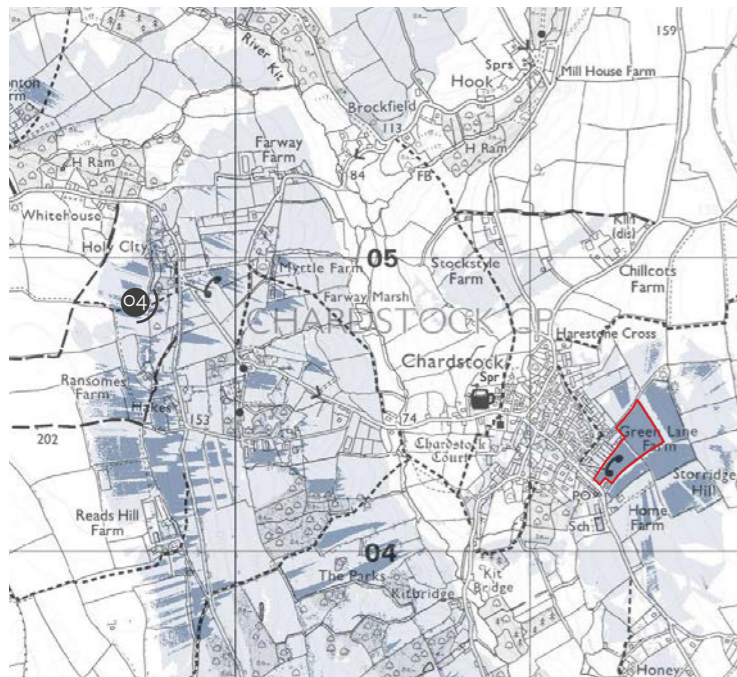 159
River Kit
Sprs
Hook
Mill House Farm
Brockfield
113
H Ram
Farway
Farm
84
FB
H Ram
Whitehouse
Holy City
Kiln
(dis)
05
Stockstyle
Farm
Myrtle Farm
Chillcots
Farm
04
Farway Marsh
CHARDSTOCK CP
Harestone Cross
Chardstock
Spr
Ransomes
Farm
Hakes
153
74
202
Chardstock
Court
Green Lane
Farm
Storridge
Hill
PO
Sch
Home
Farm
Reads Hill
Farm
04
The Parks
Kitbridge
Kit
Bridge
Honey